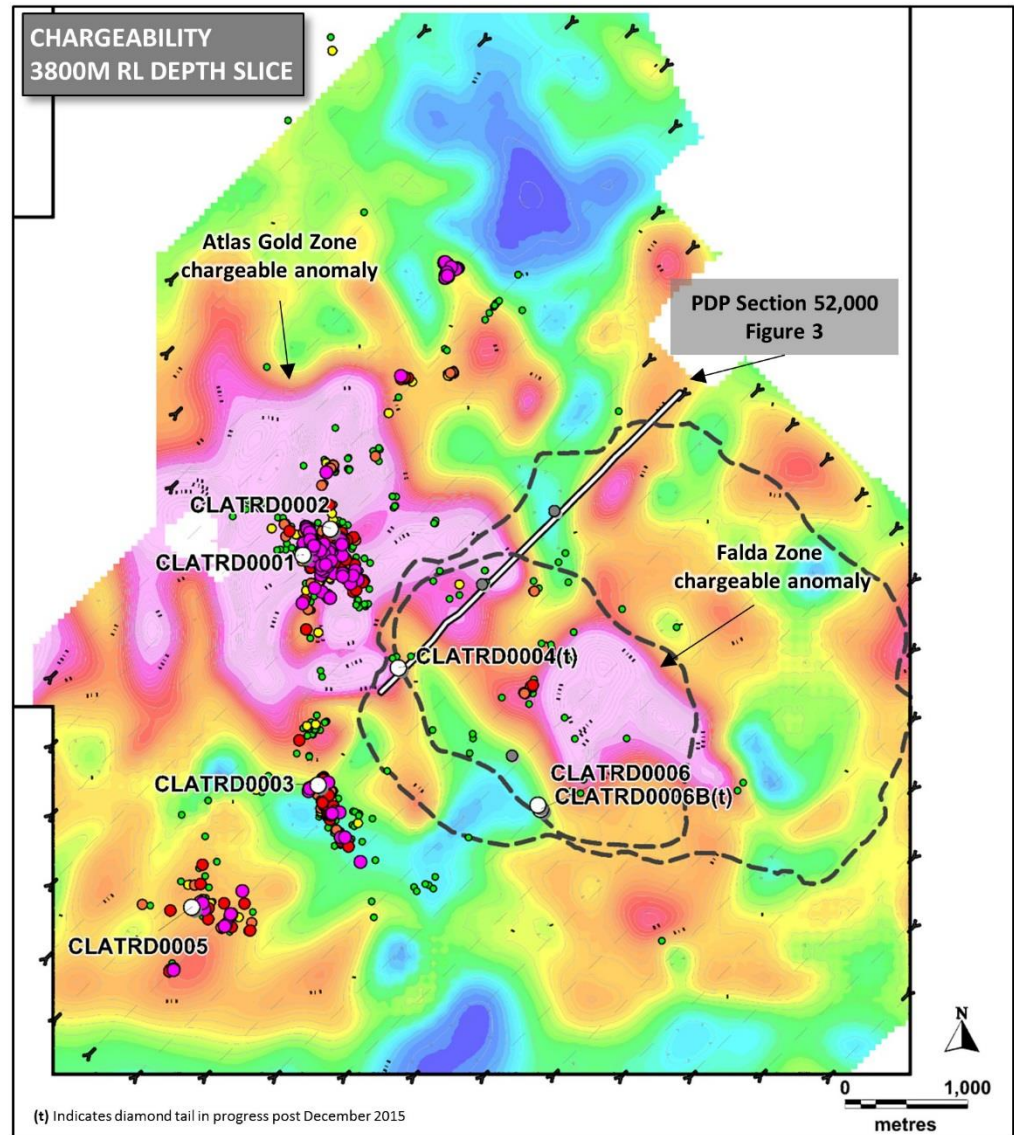 CHARGEABILITY
3800M RL DEPTH SLICE
Atlas Gold Zone
chargeable anomaly
PDP Section 52,000
Figure 3
CLATRD0002
CLATRD0001
Falda Zone
chargeable anomaly
CLATRD0004(t)
CLATRD0003
CLATRD0006
CLATRD0006B(t)
CLATRD0005
N
0 1,000
metres
(t) Indicates diamond tail in progress post December 2015